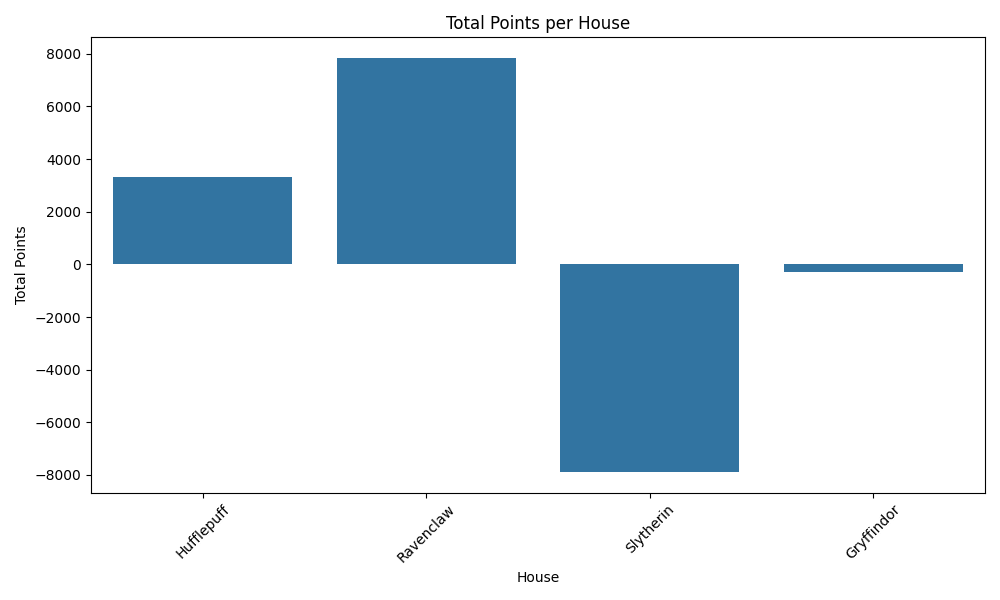 Total Points per House
Total Points
8000
6000
4000
2000
0
−2000
−4000
−6000
−8000
Hufflepuff
Ravenclaw
Slytherin
Gryffindor
House